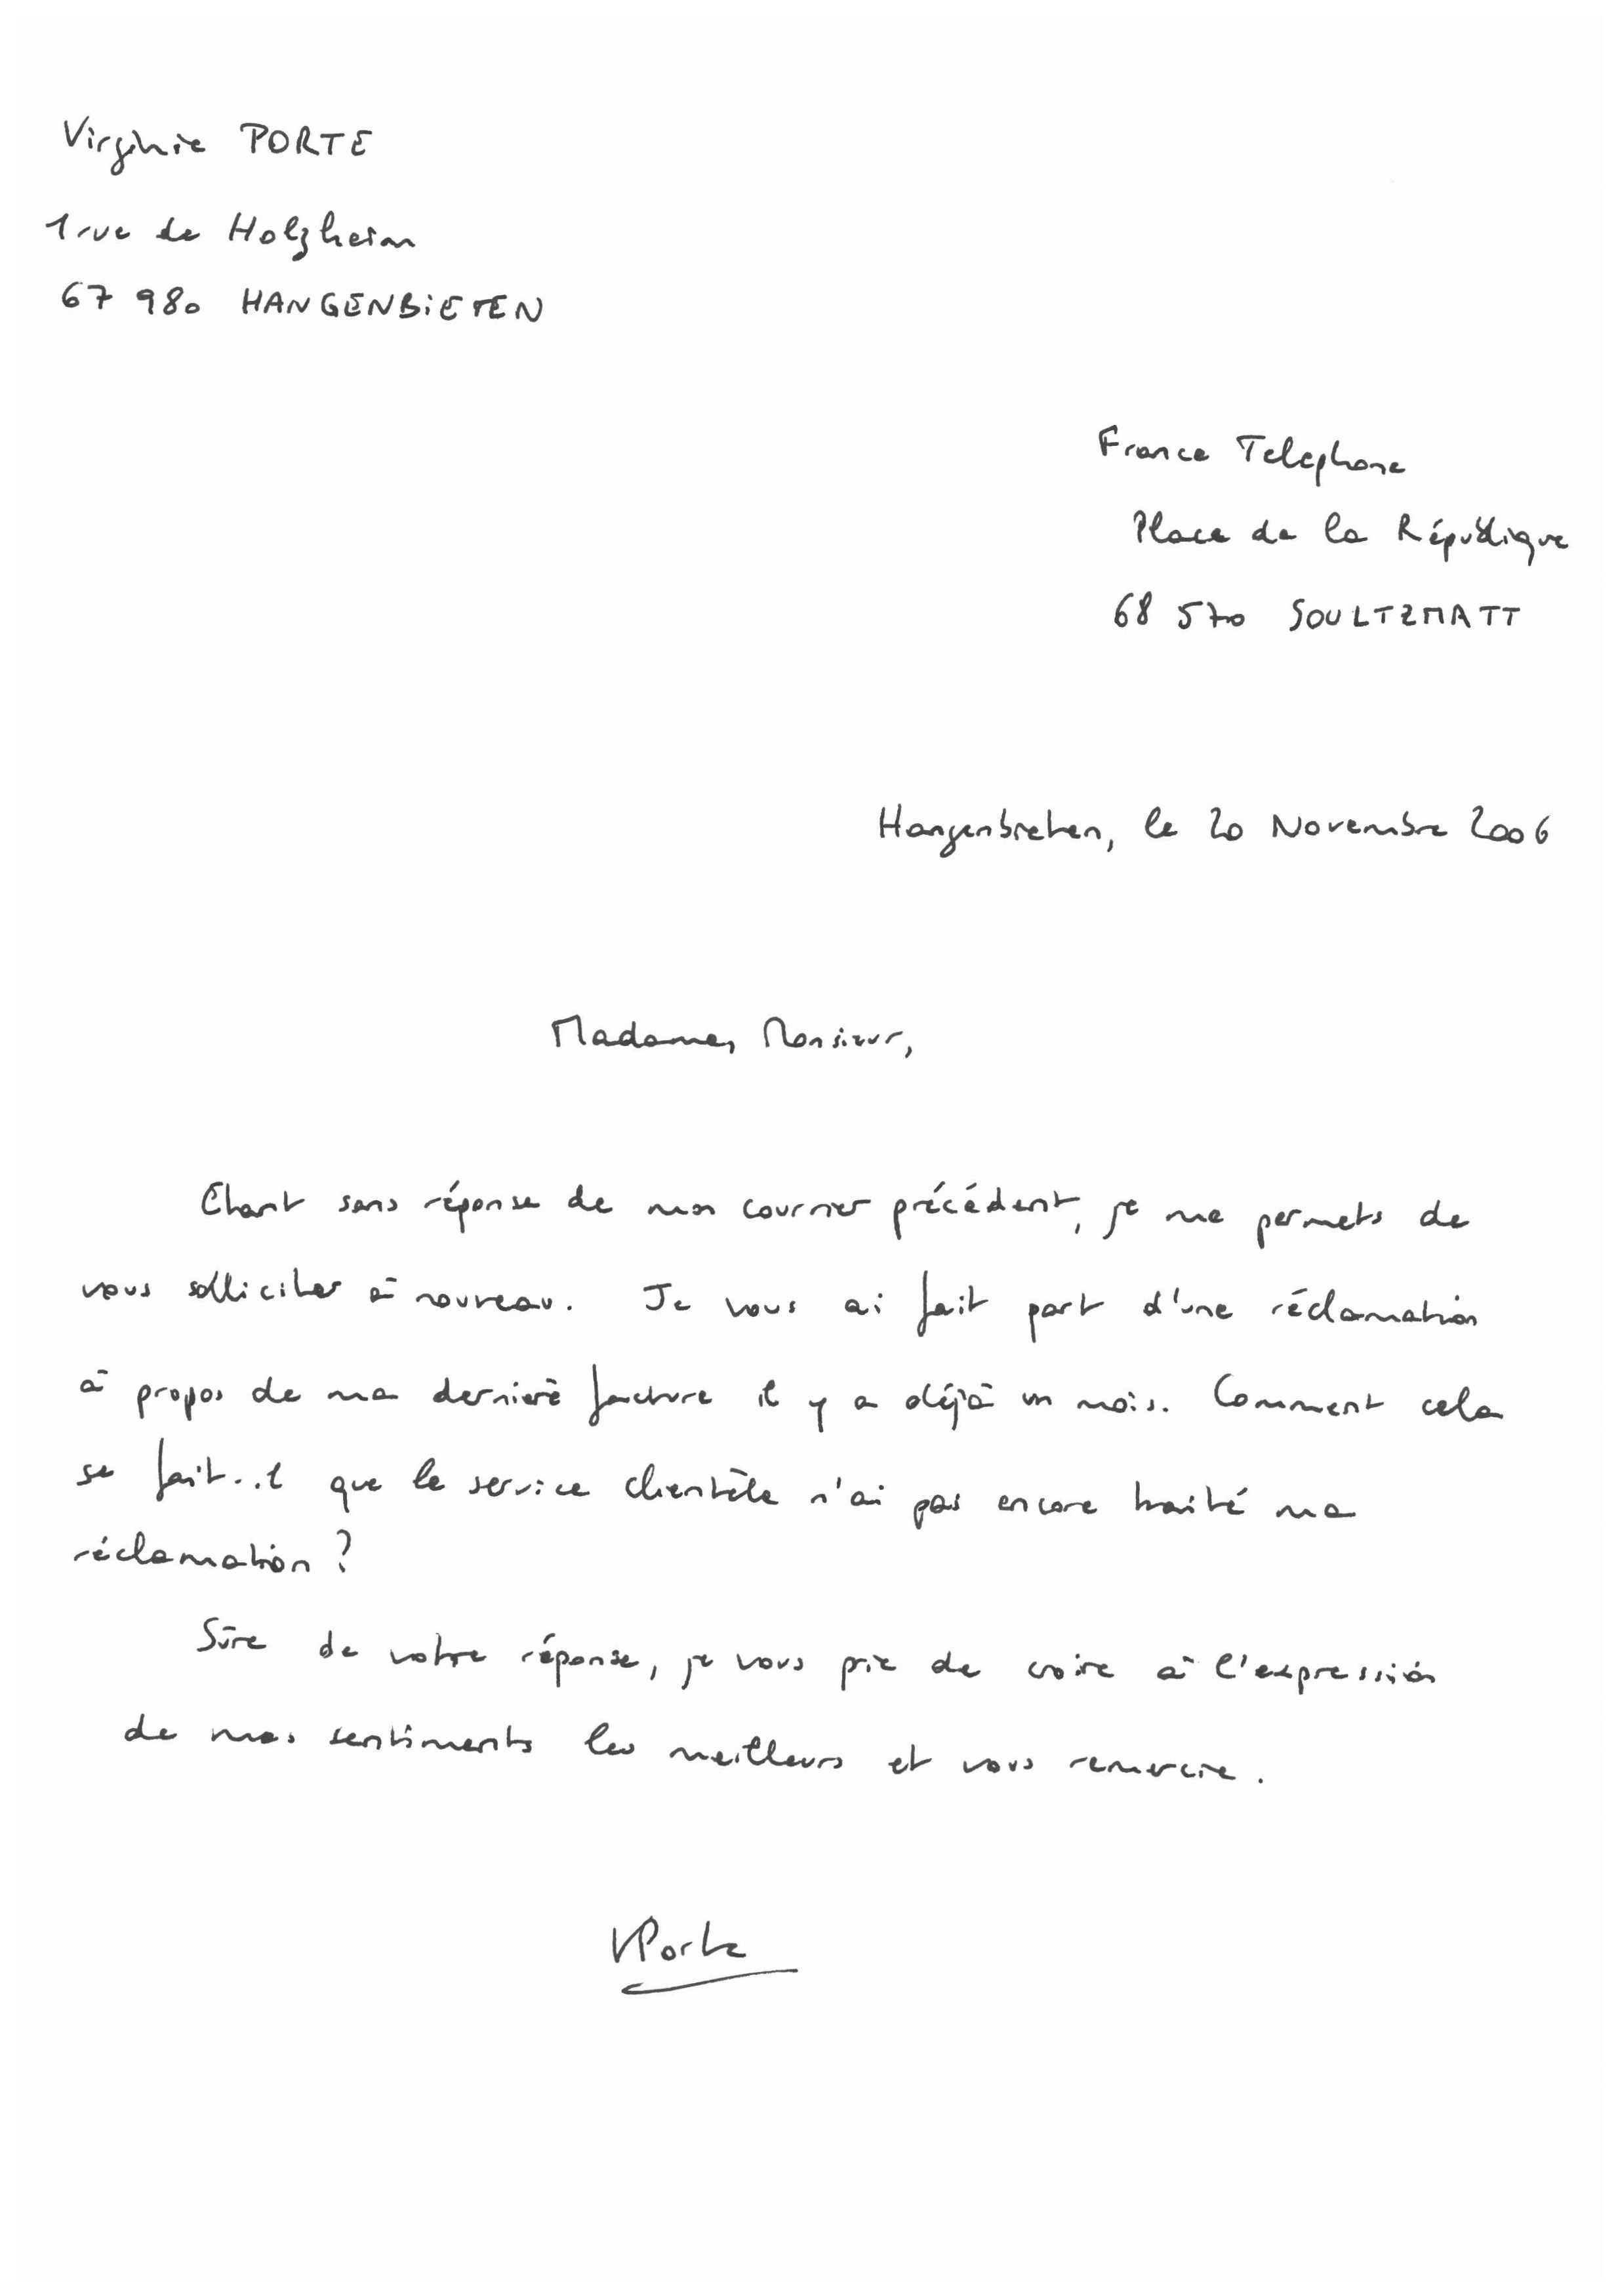 Virginie PORTE
1 rue de Holzheim
67 980 HANGENBiETEN
France Telephone
Place de la République
68 570 SOULTZMATT
Hangenbieten, le 20 Novembre 2006
Madame, Monsieur,
Etant sans réponse de mon courrier précédent, je me permets de
vous solliciter à nouveau. Je vous ai fait part d'une réclamation
à propos de ma dernière facture il y a déjà un mois. Comment cela
se fait-il que le service clientèle n'ai pas encore traité ma
réclamation ?
Sûre de votre réponse, je vous prie de croire à l'expression
de mes sentiments les meilleurs et vous remercie.
VPorte